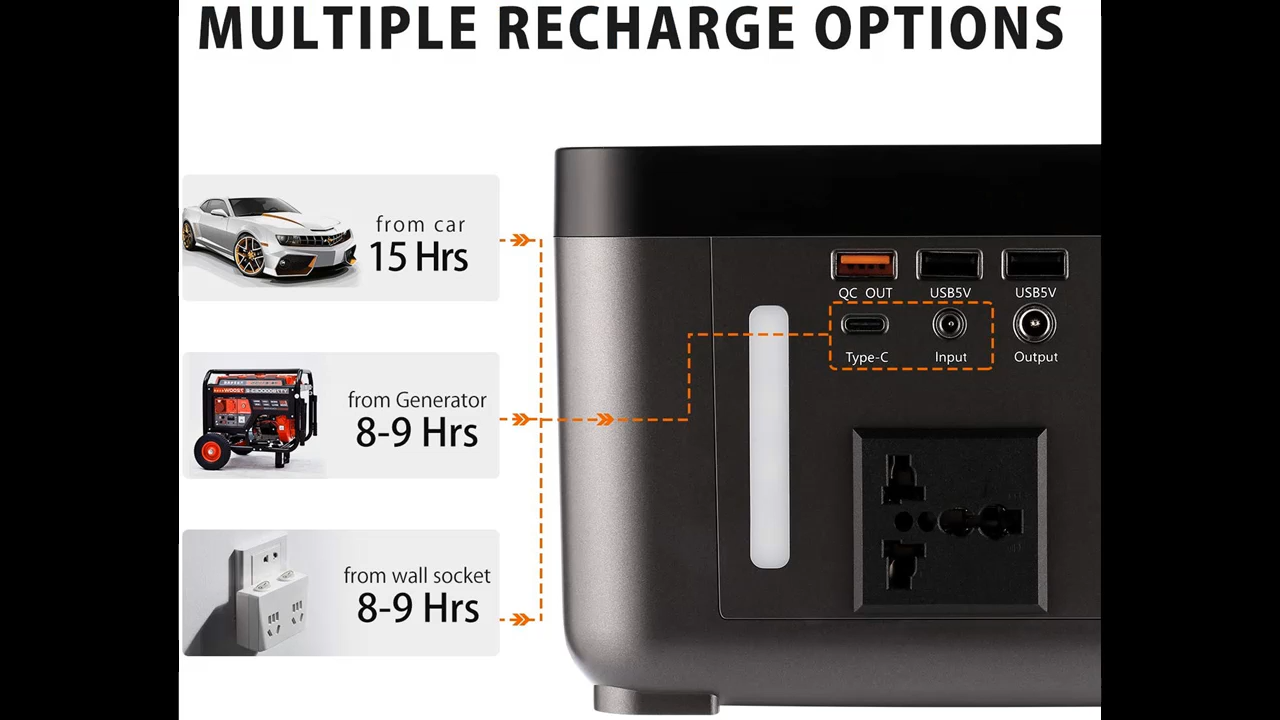 MULTIPLE RECHARGE OPTIONS
from car
15 Hrs
from Generator
8-9 Hrs
from wall socket
8-9 Hrs
QC OUT
USB5V
USB5V
Type-C
Input
Output